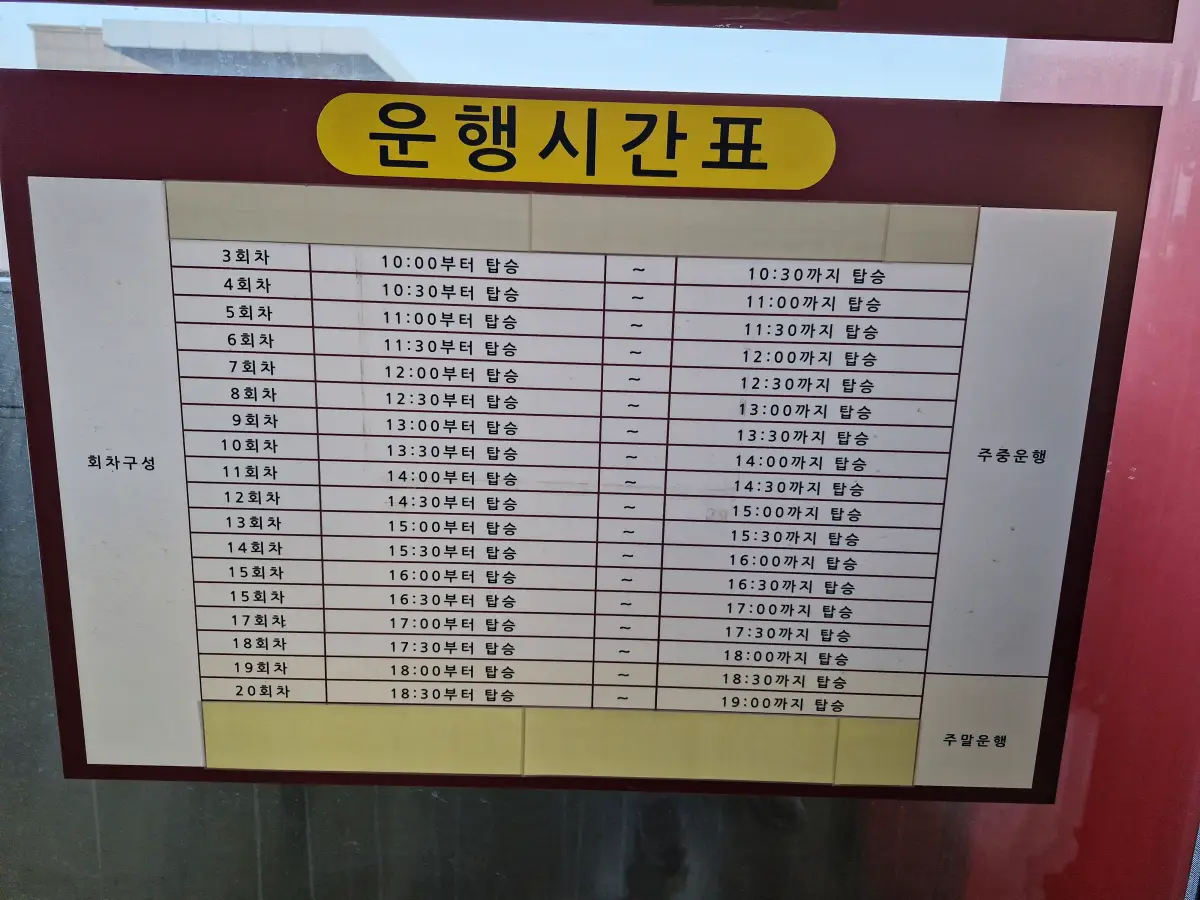 운행시간표
3회차 10:00부터 탑승 ~ 10:30까지 탑승
4회차 10:30부터 탑승 ~ 11:00까지 탑승
5회차 11:00부터 탑승 ~ 11:30까지 탑승
6회차 11:30부터 탑승 ~ 12:00까지 탑승
7회차 12:00부터 탑승 ~ 12:30까지 탑승
8회차 12:30부터 탑승 ~ 13:00까지 탑승
9회차 13:00부터 탑승 ~ 13:30까지 탑승
10회차 13:30부터 탑승 ~ 14:00까지 탑승
11회차 14:00부터 탑승 ~ 14:30까지 탑승
12회차 14:30부터 탑승 ~ 15:00까지 탑승
13회차 15:00부터 탑승 ~ 15:30까지 탑승
14회차 15:30부터 탑승 ~ 16:00까지 탑승
15회차 16:00부터 탑승 ~ 16:30까지 탑승
15회차 16:30부터 탑승 ~ 17:00까지 탑승
17회차 17:00부터 탑승 ~ 17:30까지 탑승
18회차 17:30부터 탑승 ~ 18:00까지 탑승
19회차 18:00부터 탑승 ~ 18:30까지 탑승
20회차 18:30부터 탑승 ~ 19:00까지 탑승
회차구성
주중운행
주말운행